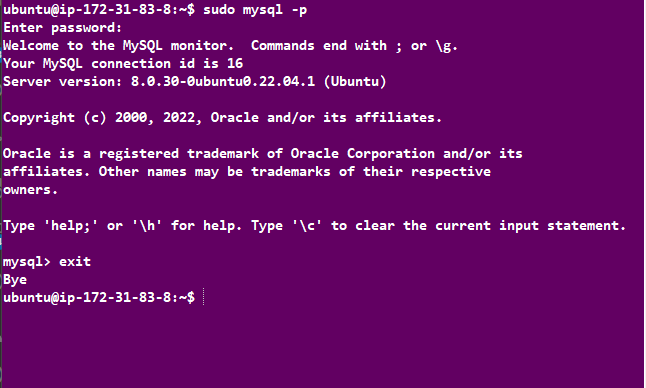 ubuntu@ip-172-31-83-8:~$ sudo mysql -p
Enter password:
Welcome to the MySQL monitor.  Commands end with ; or \g.
Your MySQL connection id is 16
Server version: 8.0.30-0ubuntu0.22.04.1 (Ubuntu)

Copyright (c) 2000, 2022, Oracle and/or its affiliates.

Oracle is a registered trademark of Oracle Corporation and/or its
affiliates. Other names may be trademarks of their respective
owners.

Type 'help;' or '\h' for help. Type '\c' to clear the current input statement.

mysql> exit
Bye
ubuntu@ip-172-31-83-8:~$